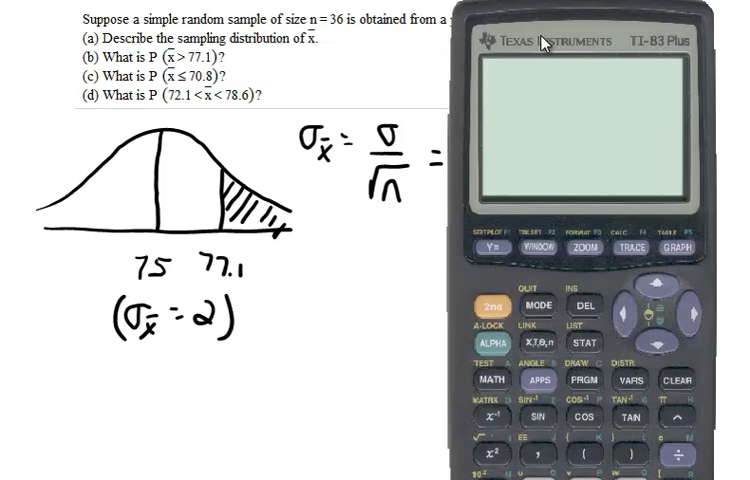 Suppose a simple random sample of size n = 36 is obtained from a
(a) Describe the sampling distribution of x̄.
(b) What is P (x̄ > 77.1)?
(c) What is P (x̄ ≤ 70.8)?
(d) What is P (72.1 < x̄ < 78.6)?
σx̄ = σ/√n =
75 77.1
(σx̄ = 2)
TEXAS INSTRUMENTS TI-83 Plus
STATPLOT F1 TBLSET F2 FORMAT F3 CALC F4 TABLE F5
Y= WINDOW ZOOM TRACE GRAPH
QUIT INS
2nd MODE DEL
A-LOCK LINK LIST
ALPHA X,T,θ,n STAT
TEST A ANGLE B DRAW C DISTR
MATH APPS PRGM VARS CLEAR
MATRX D SIN⁻¹ E COS⁻¹ F TAN⁻¹ G π H
x⁻¹ SIN COS TAN ^
√ I EE J { K } L e M
x² , ( ) ÷
10ˣ N u O v P w Q [ R